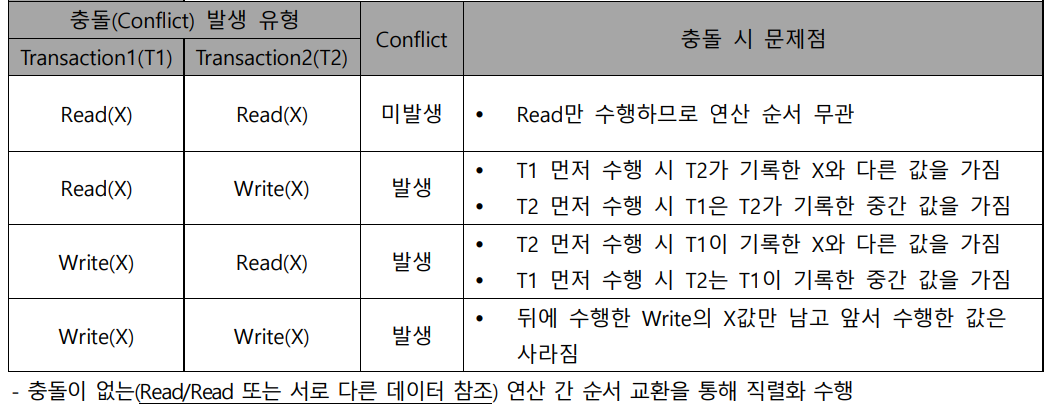 충돌(Conflict) 발생 유형
Conflict
충돌 시 문제점
Transaction1(T1) Transaction2(T2)
Read(X) Read(X) 미발생 • Read만 수행하므로 연산 순서 무관
Read(X) Write(X) 발생 • T1 먼저 수행 시 T2가 기록한 X와 다른 값을 가짐
• T2 먼저 수행 시 T1은 T2가 기록한 중간 값을 가짐
Write(X) Read(X) 발생 • T2 먼저 수행 시 T1이 기록한 X와 다른 값을 가짐
• T1 먼저 수행 시 T2는 T1이 기록한 중간 값을 가짐
Write(X) Write(X) 발생 • 뒤에 수행한 Write의 X값만 남고 앞서 수행한 값은
사라짐
- 충돌이 없는(Read/Read 또는 서로 다른 데이터 참조) 연산 간 순서 교환을 통해 직렬화 수행